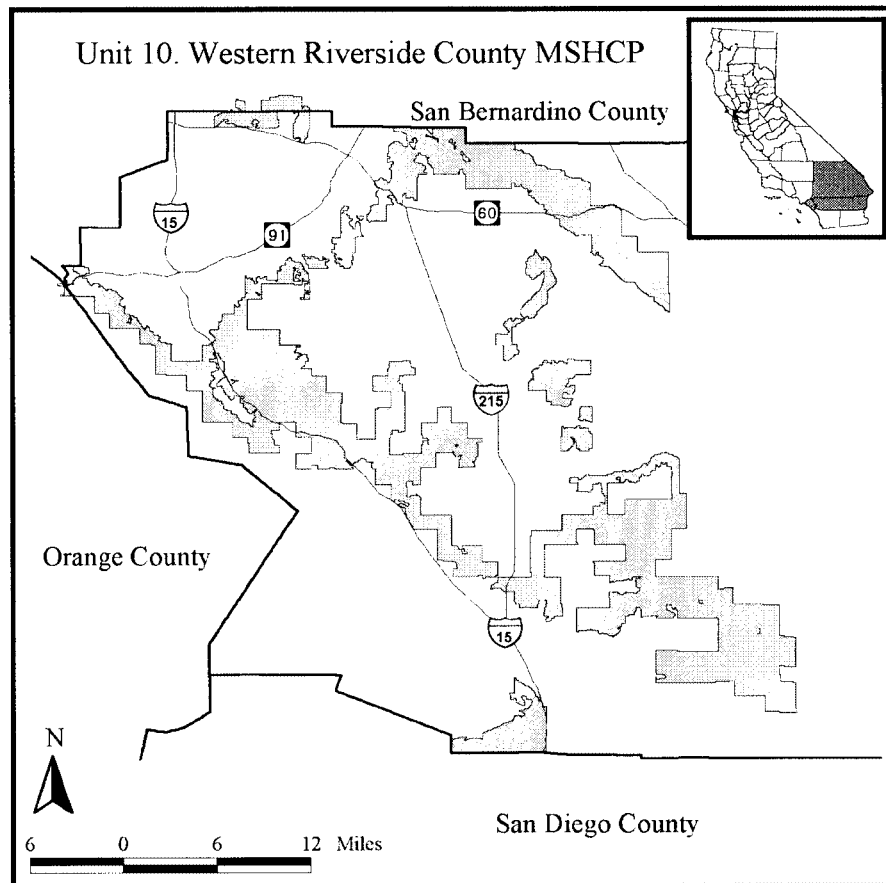 Unit 10. Western Riverside County MSHCP
San Bernardino County
15
91
60
215
Orange County
15
N
San Diego County
6 0 6 12 Miles